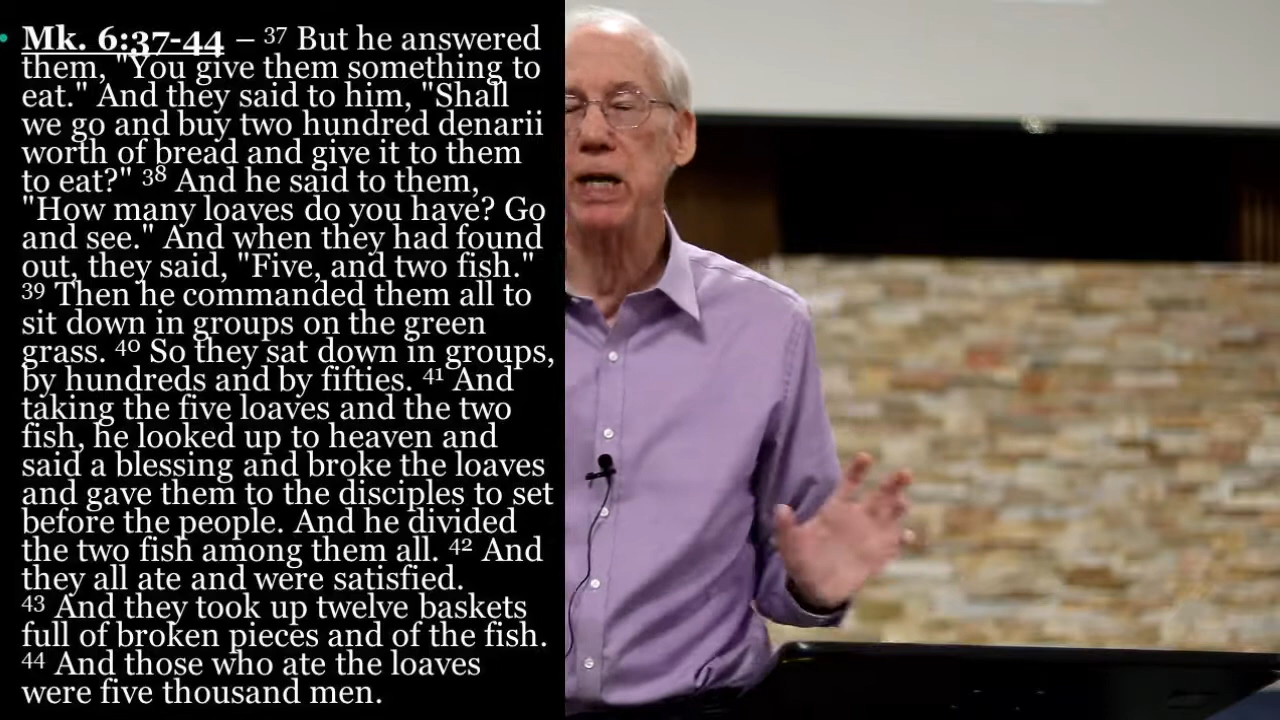 • Mk. 6:37-44 – 37 But he answered
them, "You give them something to
eat." And they said to him, "Shall
we go and buy two hundred denarii
worth of bread and give it to them
to eat?" 38 And he said to them,
"How many loaves do you have? Go
and see." And when they had found
out, they said, "Five, and two fish."
39 Then he commanded them all to
sit down in groups on the green
grass. 40 So they sat down in groups,
by hundreds and by fifties. 41 And
taking the five loaves and the two
fish, he looked up to heaven and
said a blessing and broke the loaves
and gave them to the disciples to set
before the people. And he divided
the two fish among them all. 42 And
they all ate and were satisfied.
43 And they took up twelve baskets
full of broken pieces and of the fish.
44 And those who ate the loaves
were five thousand men.